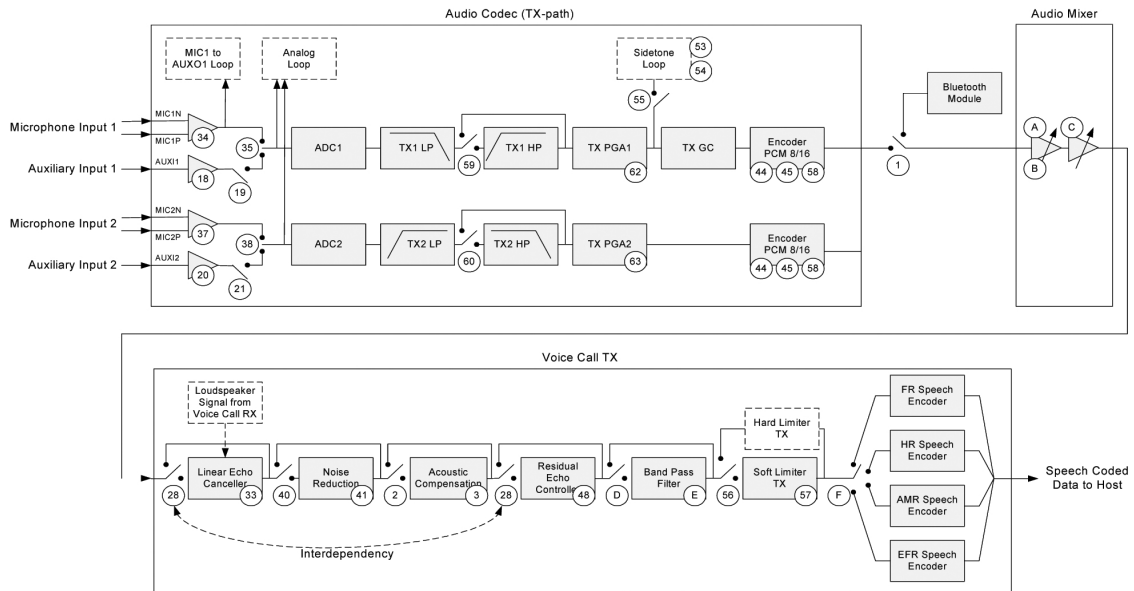 Audio Codec (TX-path)
Audio Mixer
MIC1 to
AUXO1 Loop
Analog
Loop
Sidetone
Loop
53
54
55
Bluetooth
Module
Microphone Input 1
MIC1N
MIC1P
34
35
ADC1
TX1 LP
59
TX1 HP
TX PGA1
62
TX GC
Encoder
PCM 8/16
44 45 58
1
A
B
C
Auxiliary Input 1
AUXI1
18
19
Microphone Input 2
MIC2N
MIC2P
37
38
ADC2
TX2 LP
60
TX2 HP
TX PGA2
63
Encoder
PCM 8/16
44 45 58
Auxiliary Input 2
AUXI2
20
21
Voice Call TX
Loudspeaker
Signal from
Voice Call RX
Hard Limiter
TX
28
Linear Echo
Canceller
33
40
Noise
Reduction
41
2
Acoustic
Compensation
3
28
Residual
Echo
Controller
48
D
Band Pass
Filter
E
56
Soft Limiter
TX
57
F
Interdependency
FR Speech
Encoder
HR Speech
Encoder
AMR Speech
Encoder
EFR Speech
Encoder
Speech Coded
Data to Host